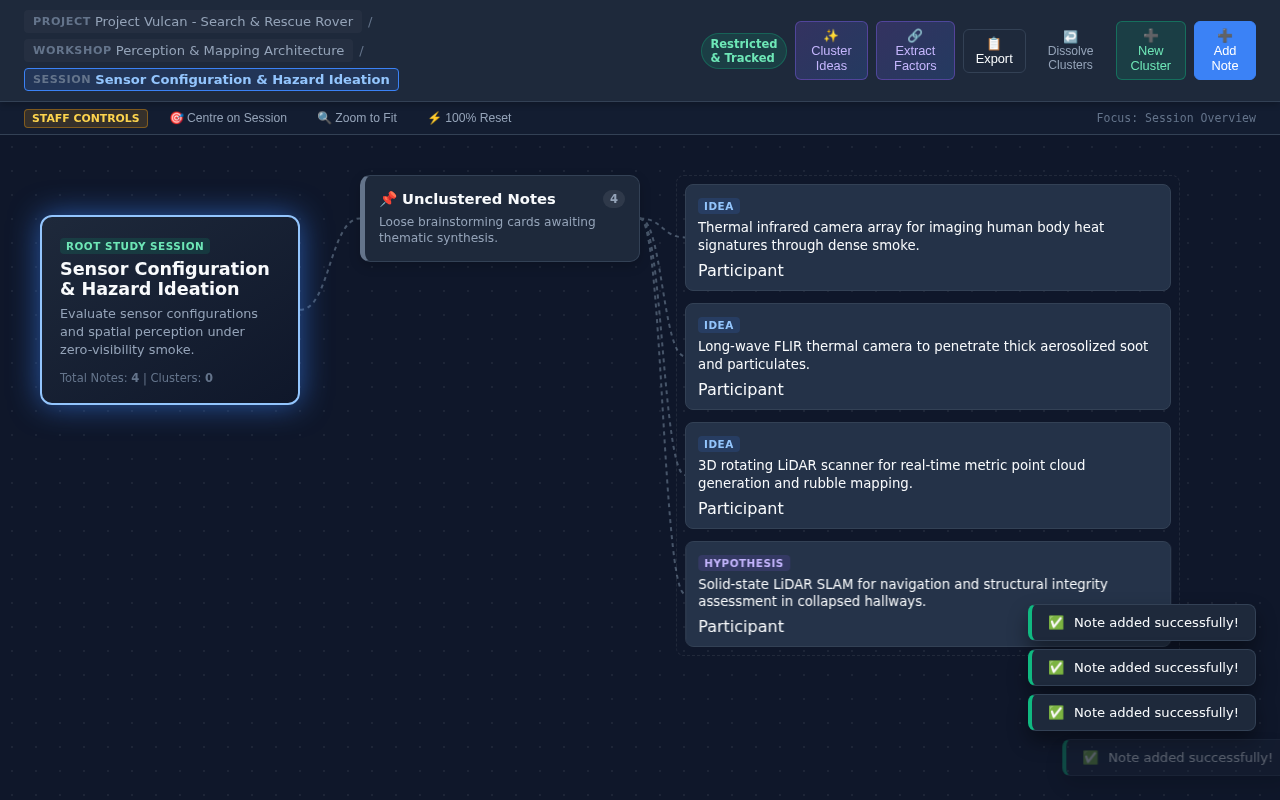 PROJECT Project Vulcan - Search & Rescue Rover /
WORKSHOP Perception & Mapping Architecture /
SESSION Sensor Configuration & Hazard Ideation
Restricted
& Tracked
Cluster
Ideas
Extract
Factors
Export
Dissolve
Clusters
New
Cluster
Add
Note
STAFF CONTROLS
Centre on Session
Zoom to Fit
100% Reset
Focus: Session Overview
ROOT STUDY SESSION
Sensor Configuration
& Hazard Ideation
Evaluate sensor configurations
and spatial perception under
zero-visibility smoke.
Total Notes: 4 | Clusters: 0
Unclustered Notes 4
Loose brainstorming cards awaiting
thematic synthesis.
IDEA
Thermal infrared camera array for imaging human body heat
signatures through dense smoke.
Participant
IDEA
Long-wave FLIR thermal camera to penetrate thick aerosolized soot
and particulates.
Participant
IDEA
3D rotating LiDAR scanner for real-time metric point cloud
generation and rubble mapping.
Participant
HYPOTHESIS
Solid-state LiDAR SLAM for navigation and structural integrity
assessment in collapsed hallways.
Participant
Note added successfully!
Note added successfully!
Note added successfully!
Note added successfully!